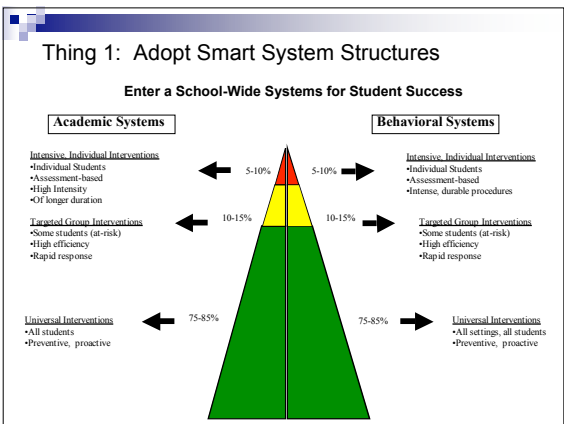 Thing 1: Adopt Smart System Structures
Enter a School-Wide Systems for Student Success
Academic Systems
Behavioral Systems
Intensive, Individual Interventions
•Individual Students
•Assessment-based
•High Intensity
•Of longer duration
5-10%
5-10%
Intensive, Individual Interventions
•Individual Students
•Assessment-based
•Intense, durable procedures
Targeted Group Interventions
•Some students (at-risk)
•High efficiency
•Rapid response
10-15%
10-15%
Targeted Group Interventions
•Some students (at-risk)
•High efficiency
•Rapid response
Universal Interventions
•All students
•Preventive, proactive
75-85%
75-85%
Universal Interventions
•All settings, all students
•Preventive, proactive